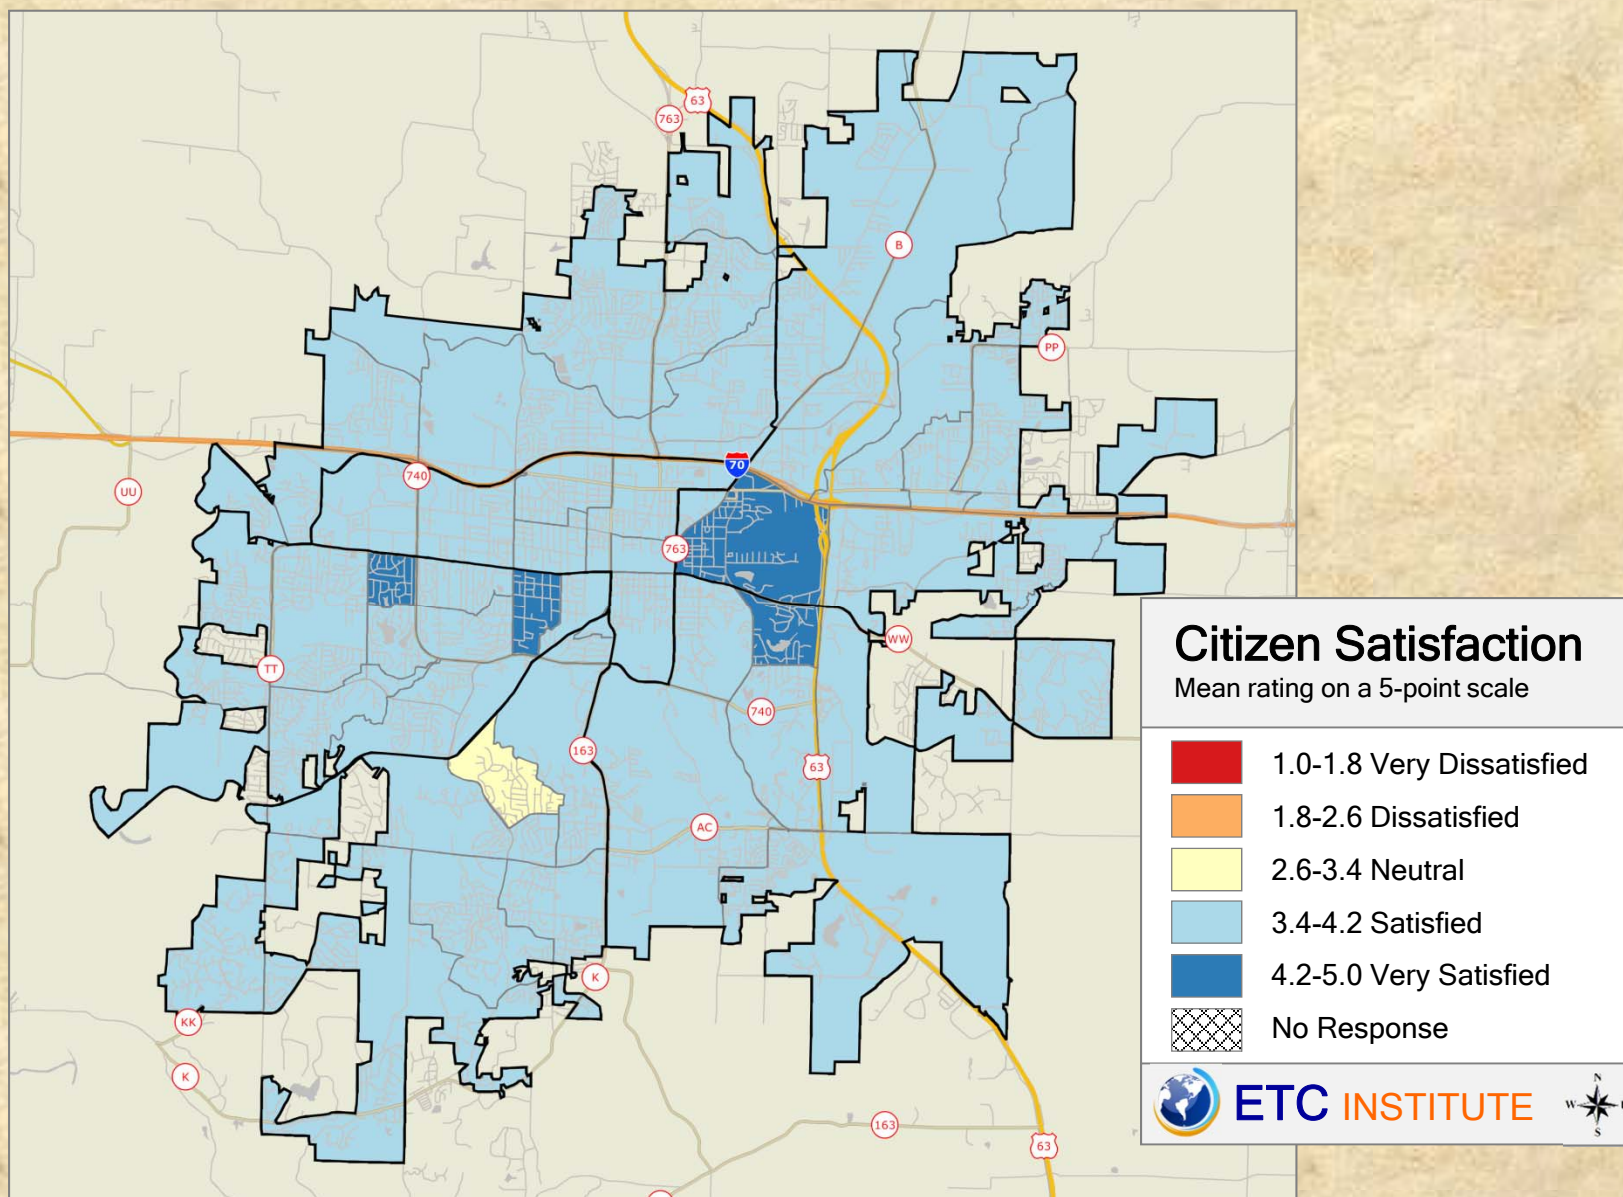 63
763
B
PP
70
740
UU
763
WW
TT
740
163
63
AC
K
KK
K
163
63
Citizen Satisfaction
Mean rating on a 5-point scale
1.0-1.8 Very Dissatisfied
1.8-2.6 Dissatisfied
2.6-3.4 Neutral
3.4-4.2 Satisfied
4.2-5.0 Very Satisfied
No Response
ETC INSTITUTE
N
W
S